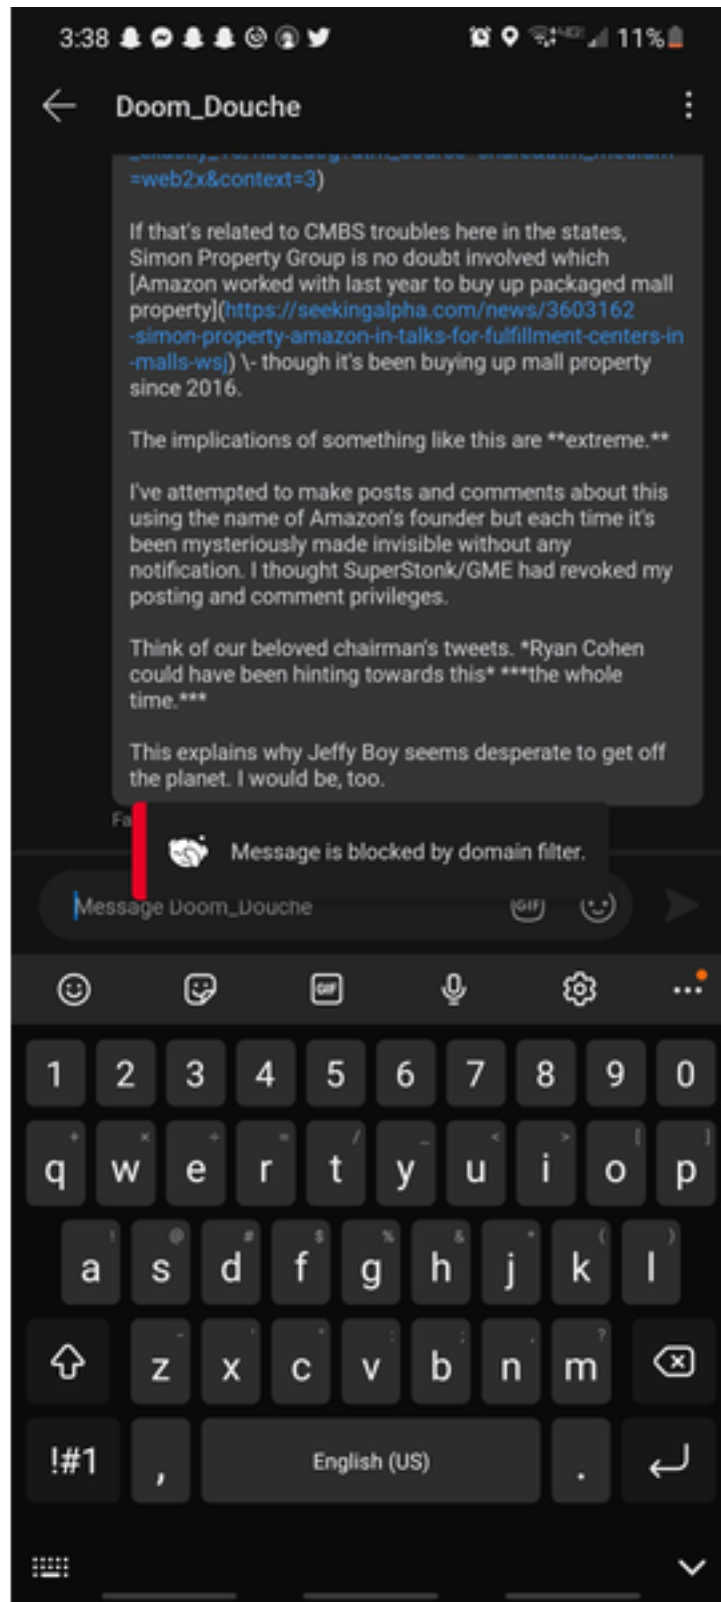 3:38
11%
Doom_Douche
=web2x&context=3)
If that's related to CMBS troubles here in the states,
Simon Property Group is no doubt involved which
[Amazon worked with last year to buy up packaged mall
property](https://seekingalpha.com/news/3603162
-simon-property-amazon-in-talks-for-fulfillment-centers-in
-malls-wsj) \- though it's been buying up mall property
since 2016.
The implications of something like this are **extreme.**
I've attempted to make posts and comments about this
using the name of Amazon's founder but each time it's
been mysteriously made invisible without any
notification. I thought SuperStonk/GME had revoked my
posting and comment privileges.
Think of our beloved chairman's tweets. *Ryan Cohen
could have been hinting towards this* ***the whole
time.***
This explains why Jeffy Boy seems desperate to get off
the planet. I would be, too.
Message is blocked by domain filter.
Message Doom_Douche
GIF
GIF
1 2 3 4 5 6 7 8 9 0
q w e r t y u i o p
a s d f g h j k l
z x c v b n m
!#1 , English (US) .